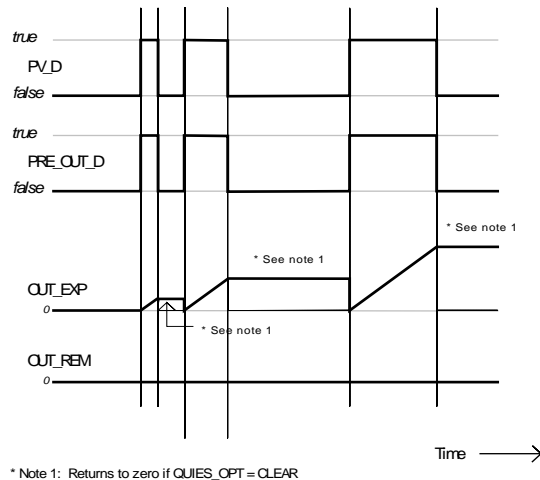 true
PV_D
false
true
PRE_OUT_D
false
* See note 1
* See note 1
OUT_EXP
0
* See note 1
OUT_REM
0
Time
* Note 1: Returns to zero if QUIES_OPT = CLEAR